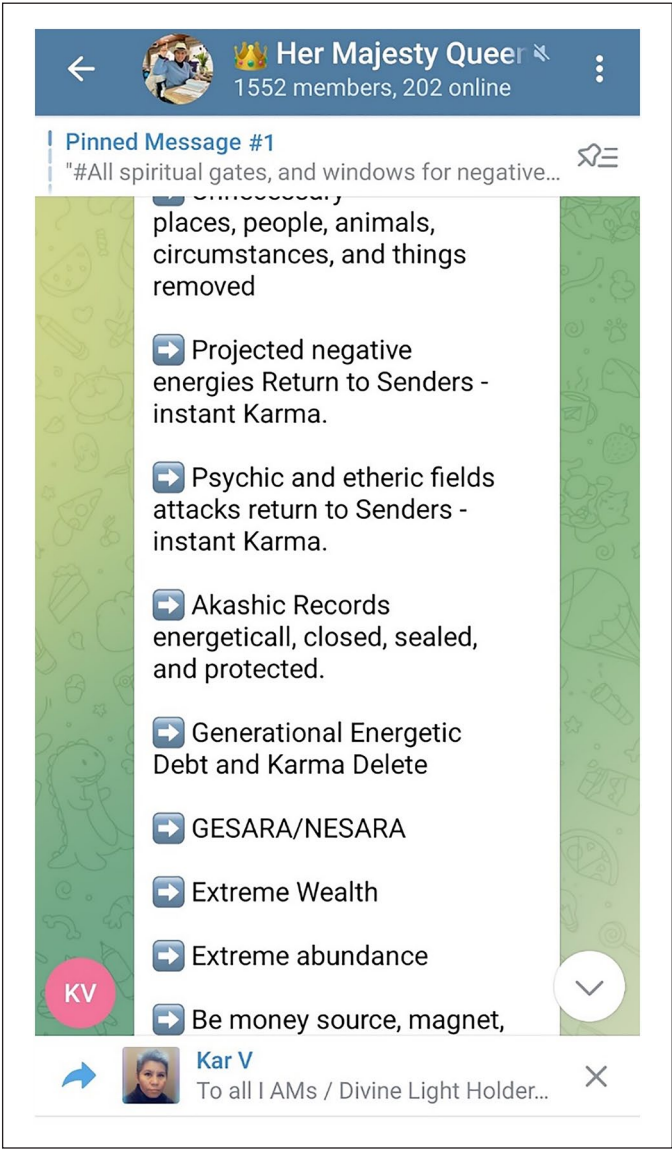 👑 Her Majesty Queer
1552 members, 202 online
Pinned Message #1
"#All spiritual gates, and windows for negative...
➡️ Unnecessary
places, people, animals,
circumstances, and things
removed
➡️ Projected negative
energies Return to Senders -
instant Karma.
➡️ Psychic and etheric fields
attacks return to Senders -
instant Karma.
➡️ Akashic Records
energeticall, closed, sealed,
and protected.
➡️ Generational Energetic
Debt and Karma Delete
➡️ GESARA/NESARA
➡️ Extreme Wealth
➡️ Extreme abundance
KV
➡️ Be money source, magnet,
Kar V
To all I AMs / Divine Light Holder...